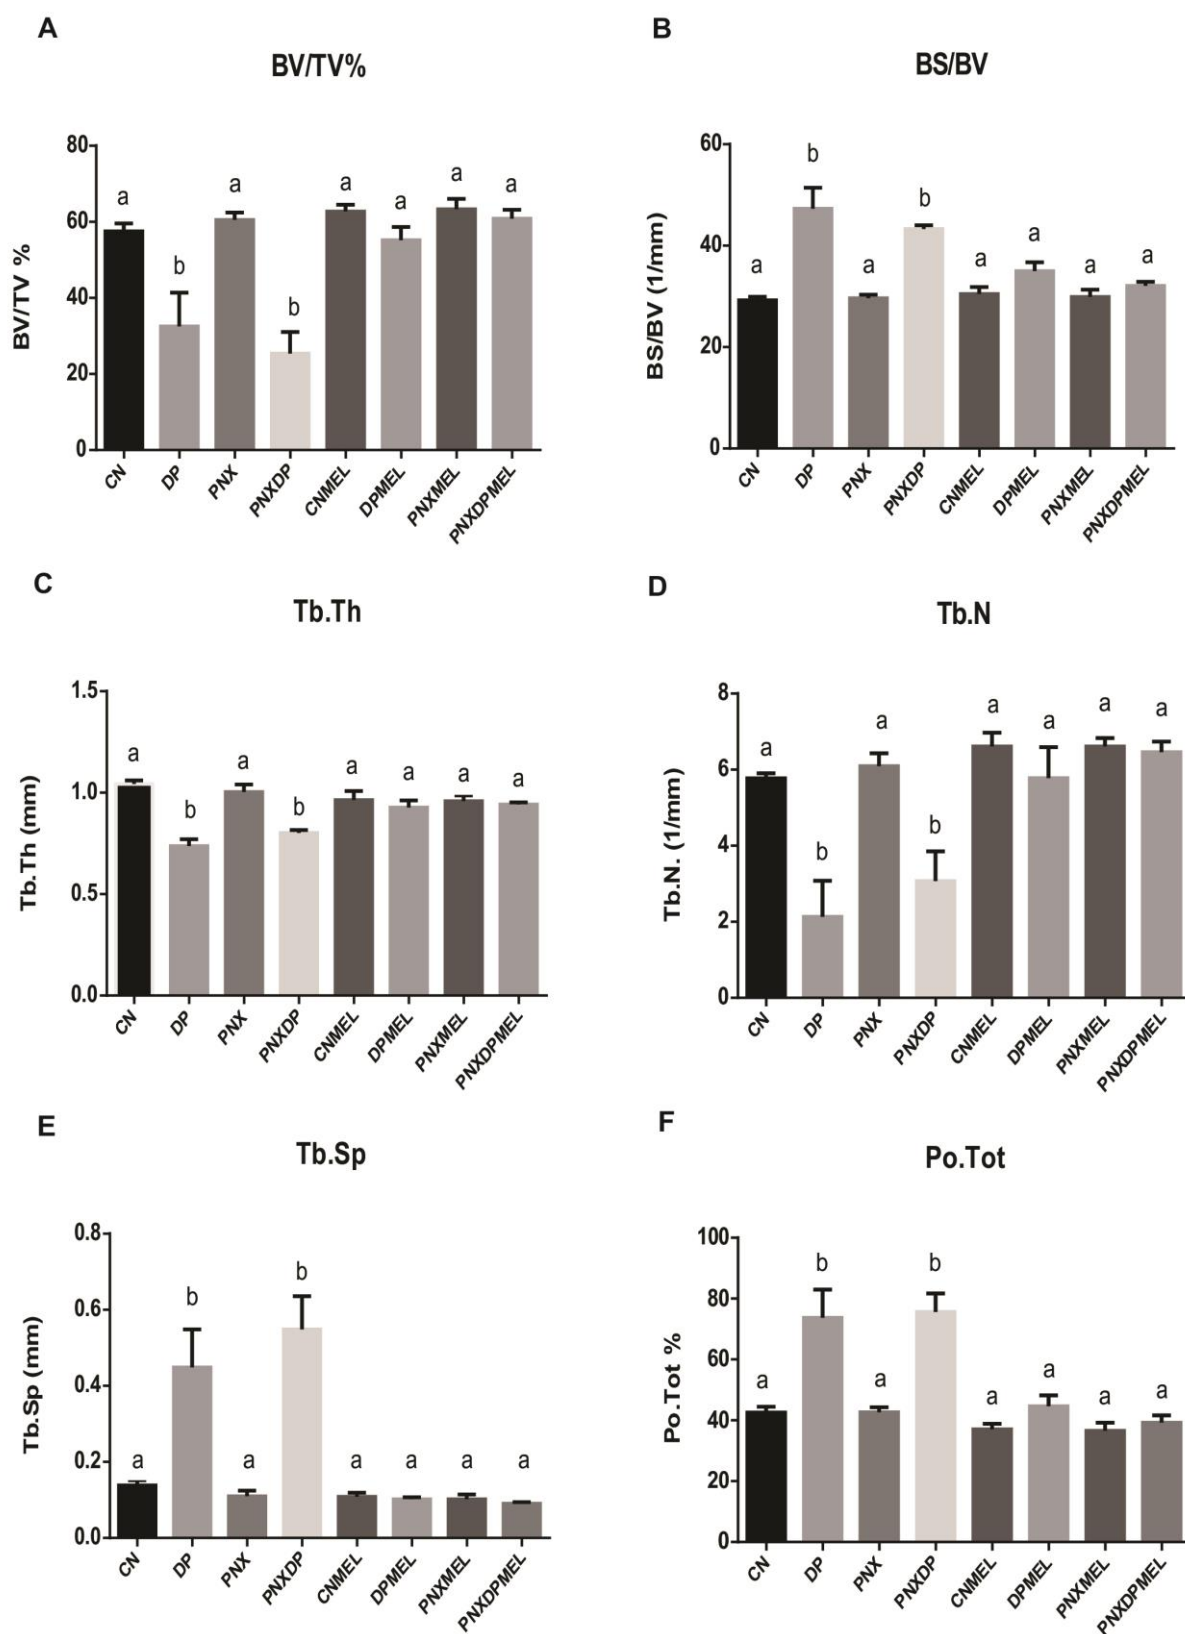 A
BV/TV%
BV/TV %
80
60
40
20
0
a
b
a
b
a
a
a
a
CN
DP
PNX
PNXDP
CNMEL
DPMEL
PNXMEL
PNXDPMEL
B
BS/BV
BS/BV (1/mm)
60
40
20
0
a
b
a
b
a
a
a
a
CN
DP
PNX
PNXDP
CNMEL
DPMEL
PNXMEL
PNXDPMEL
C
Tb.Th
Tb.Th (mm)
1.5
1.0
0.5
0.0
a
b
a
b
a
a
a
a
CN
DP
PNX
PNXDP
CNMEL
DPMEL
PNXMEL
PNXDPMEL
D
Tb.N
Tb.N. (1/mm)
8
6
4
2
0
a
b
a
b
a
a
a
a
CN
DP
PNX
PNXDP
CNMEL
DPMEL
PNXMEL
PNXDPMEL
E
Tb.Sp
Tb.Sp (mm)
0.8
0.6
0.4
0.2
0.0
a
b
a
b
a
a
a
a
CN
DP
PNX
PNXDP
CNMEL
DPMEL
PNXMEL
PNXDPMEL
F
Po.Tot
Po.Tot %
100
80
60
40
20
0
a
b
a
b
a
a
a
a
CN
DP
PNX
PNXDP
CNMEL
DPMEL
PNXMEL
PNXDPMEL